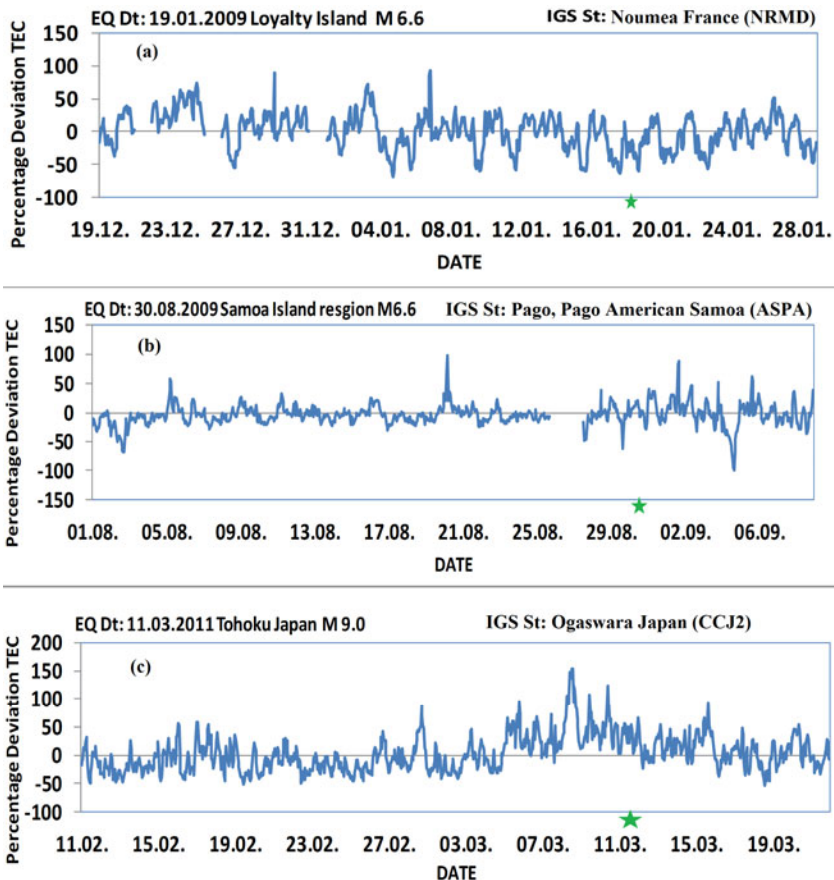 EQ Dt: 19.01.2009 Loyalty Island M 6.6 IGS St: Noumea France (NRMD)
(a)
Percentage Deviation TEC
150
100
50
0
-50
-100
19.12. 23.12. 27.12. 31.12. 04.01. 08.01. 12.01. 16.01. 20.01. 24.01. 28.01.
DATE
EQ Dt: 30.08.2009 Samoa Island resgion M6.6 IGS St: Pago, Pago American Samoa (ASPA)
(b)
Percentage Deviation TEC
150
100
50
0
-50
-100
-150
01.08. 05.08. 09.08. 13.08. 17.08. 21.08. 25.08. 29.08. 02.09. 06.09.
DATE
EQ Dt: 11.03.2011 Tohoku Japan M 9.0 IGS St: Ogaswara Japan (CCJ2)
(c)
Percentage Deviation TEC
200
150
100
50
0
-50
-100
11.02. 15.02. 19.02. 23.02. 27.02. 03.03. 07.03. 11.03. 15.03. 19.03.
DATE